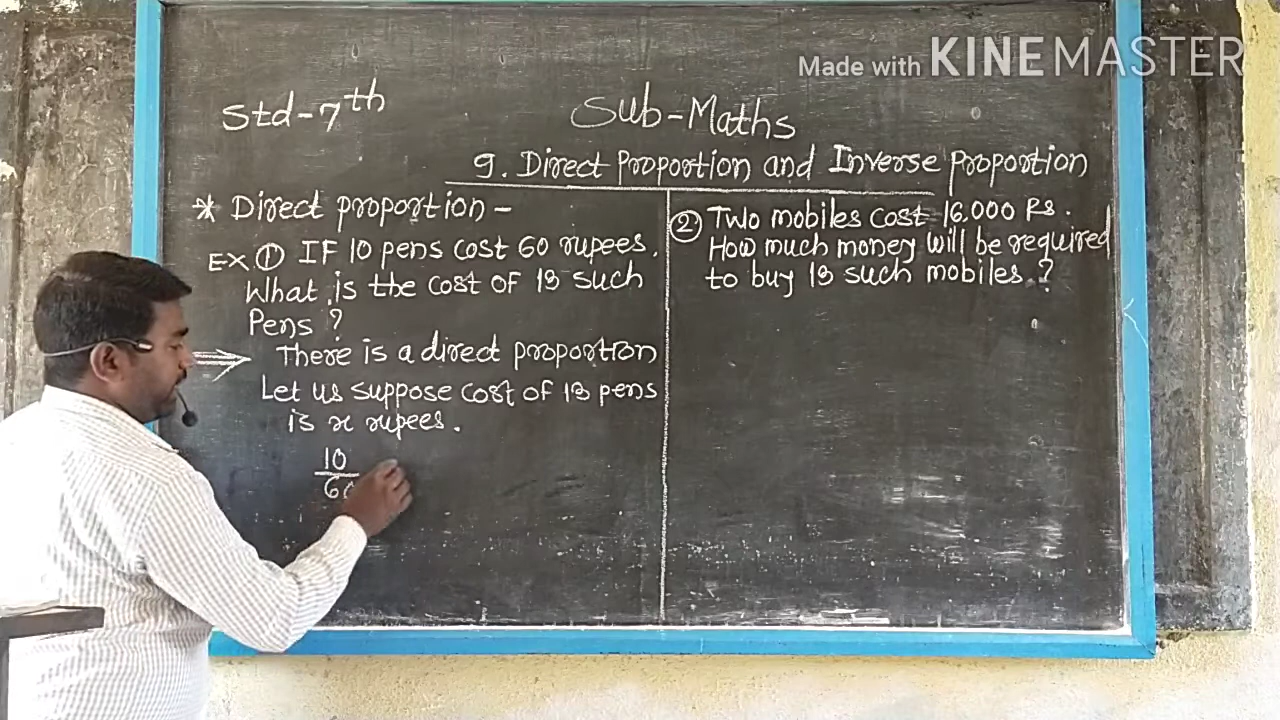 Made with KINEMASTER
Std-7th
Sub-Maths
9. Direct Proportion and Inverse Proportion
* Direct proportion-
Ex ① IF 10 pens cost 60 rupees.
What is the cost of 13 such
Pens ?
There is a direct proportion
Let us suppose cost of 13 pens
is x rupees.
10
60
② Two mobiles cost 16,000 Rs.
How much money will be required
to buy 13 such mobiles. ?